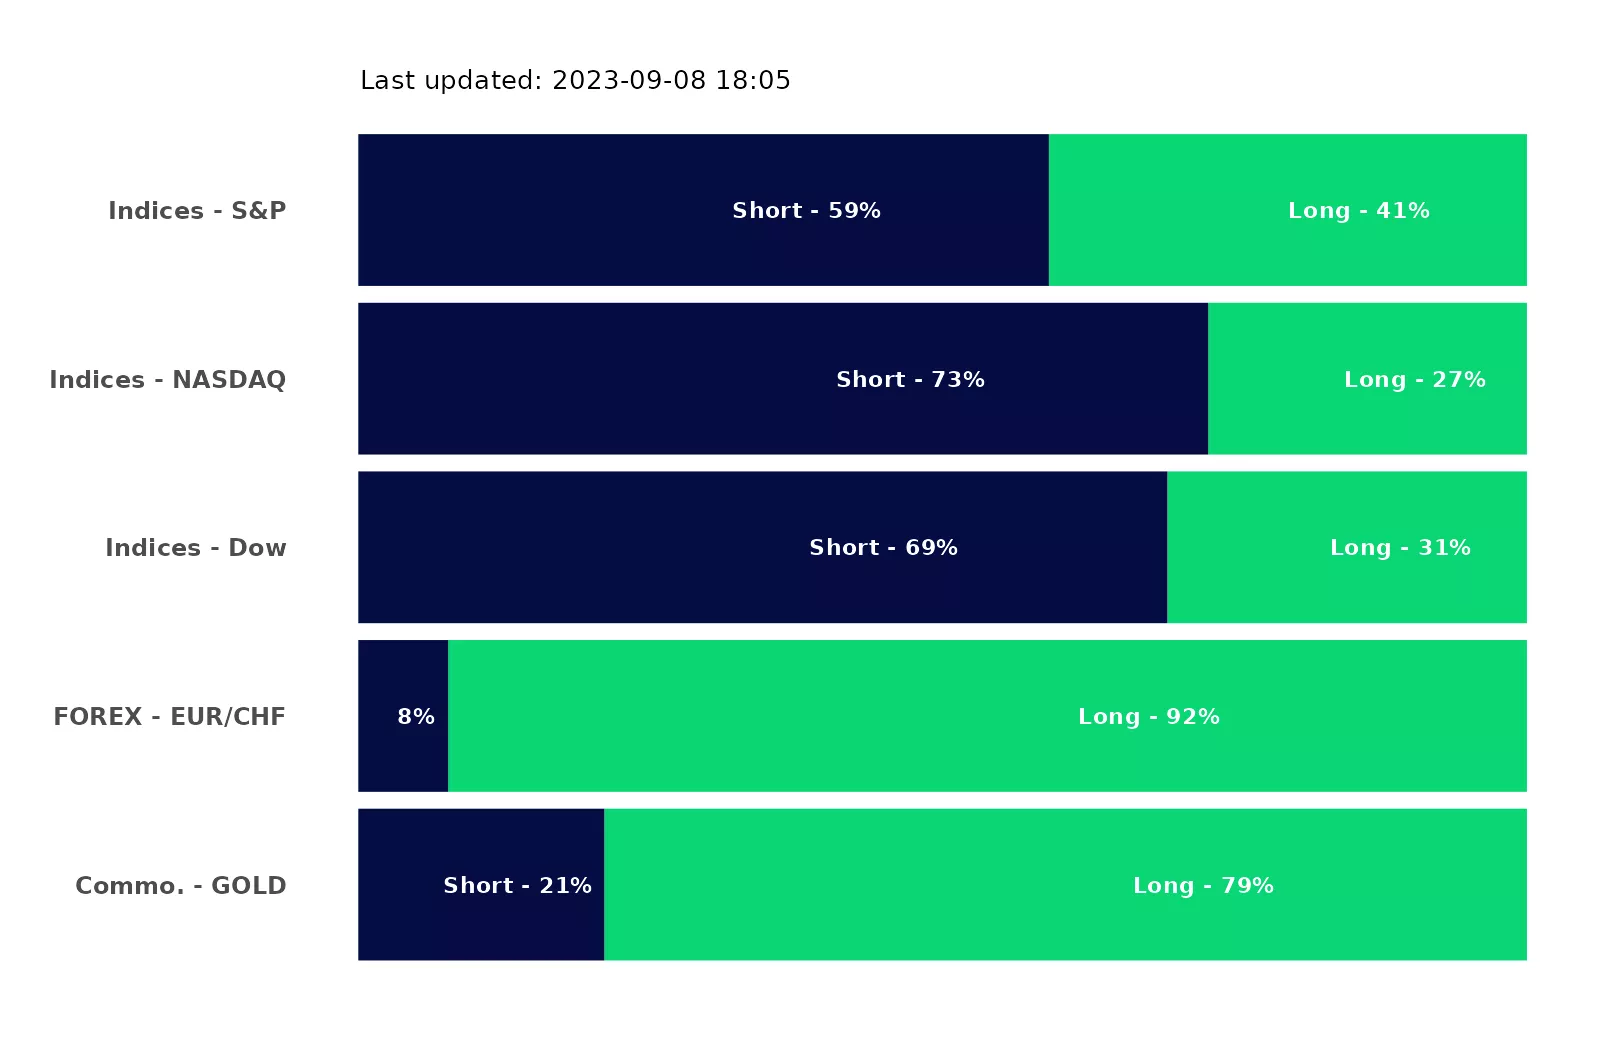 Last updated: 2023-09-08 18:05
Indices - S&P Short - 59% Long - 41%
Indices - NASDAQ Short - 73% Long - 27%
Indices - Dow Short - 69% Long - 31%
FOREX - EUR/CHF 8% Long - 92%
Commo. - GOLD Short - 21% Long - 79%